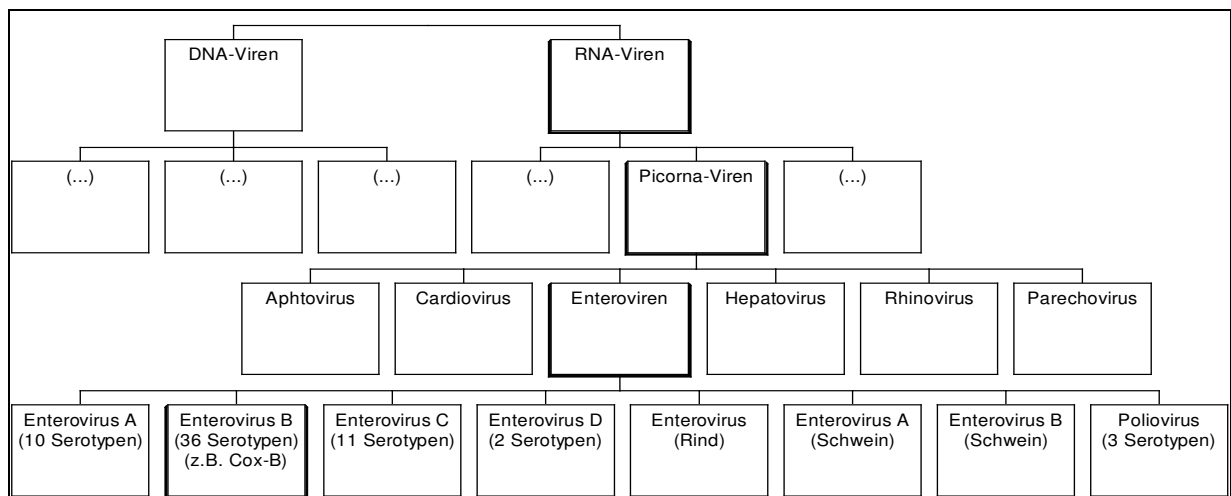 DNA-Viren
RNA-Viren
(...)
(...)
(...)
(...)
Picorna-Viren
(...)
Aphtovirus
Cardiovirus
Enteroviren
Hepatovirus
Rhinovirus
Parechovirus
Enterovirus A
(10 Serotypen)
Enterovirus B
(36 Serotypen)
(z.B. Cox-B)
Enterovirus C
(11 Serotypen)
Enterovirus D
(2 Serotypen)
Enterovirus
(Rind)
Enterovirus A
(Schwein)
Enterovirus B
(Schwein)
Poliovirus
(3 Serotypen)